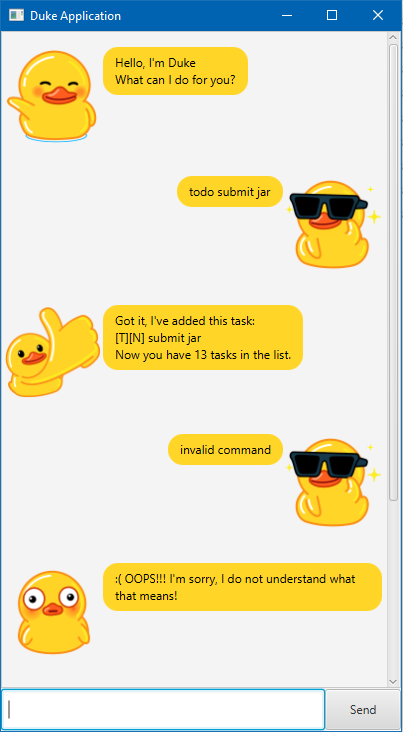 Duke Application
Hello, I'm Duke
What can I do for you?
todo submit jar
Got it, I've added this task:
[T][N] submit jar
Now you have 13 tasks in the list.
invalid command
:( OOPS!!! I'm sorry, I do not understand what
that means!
Send